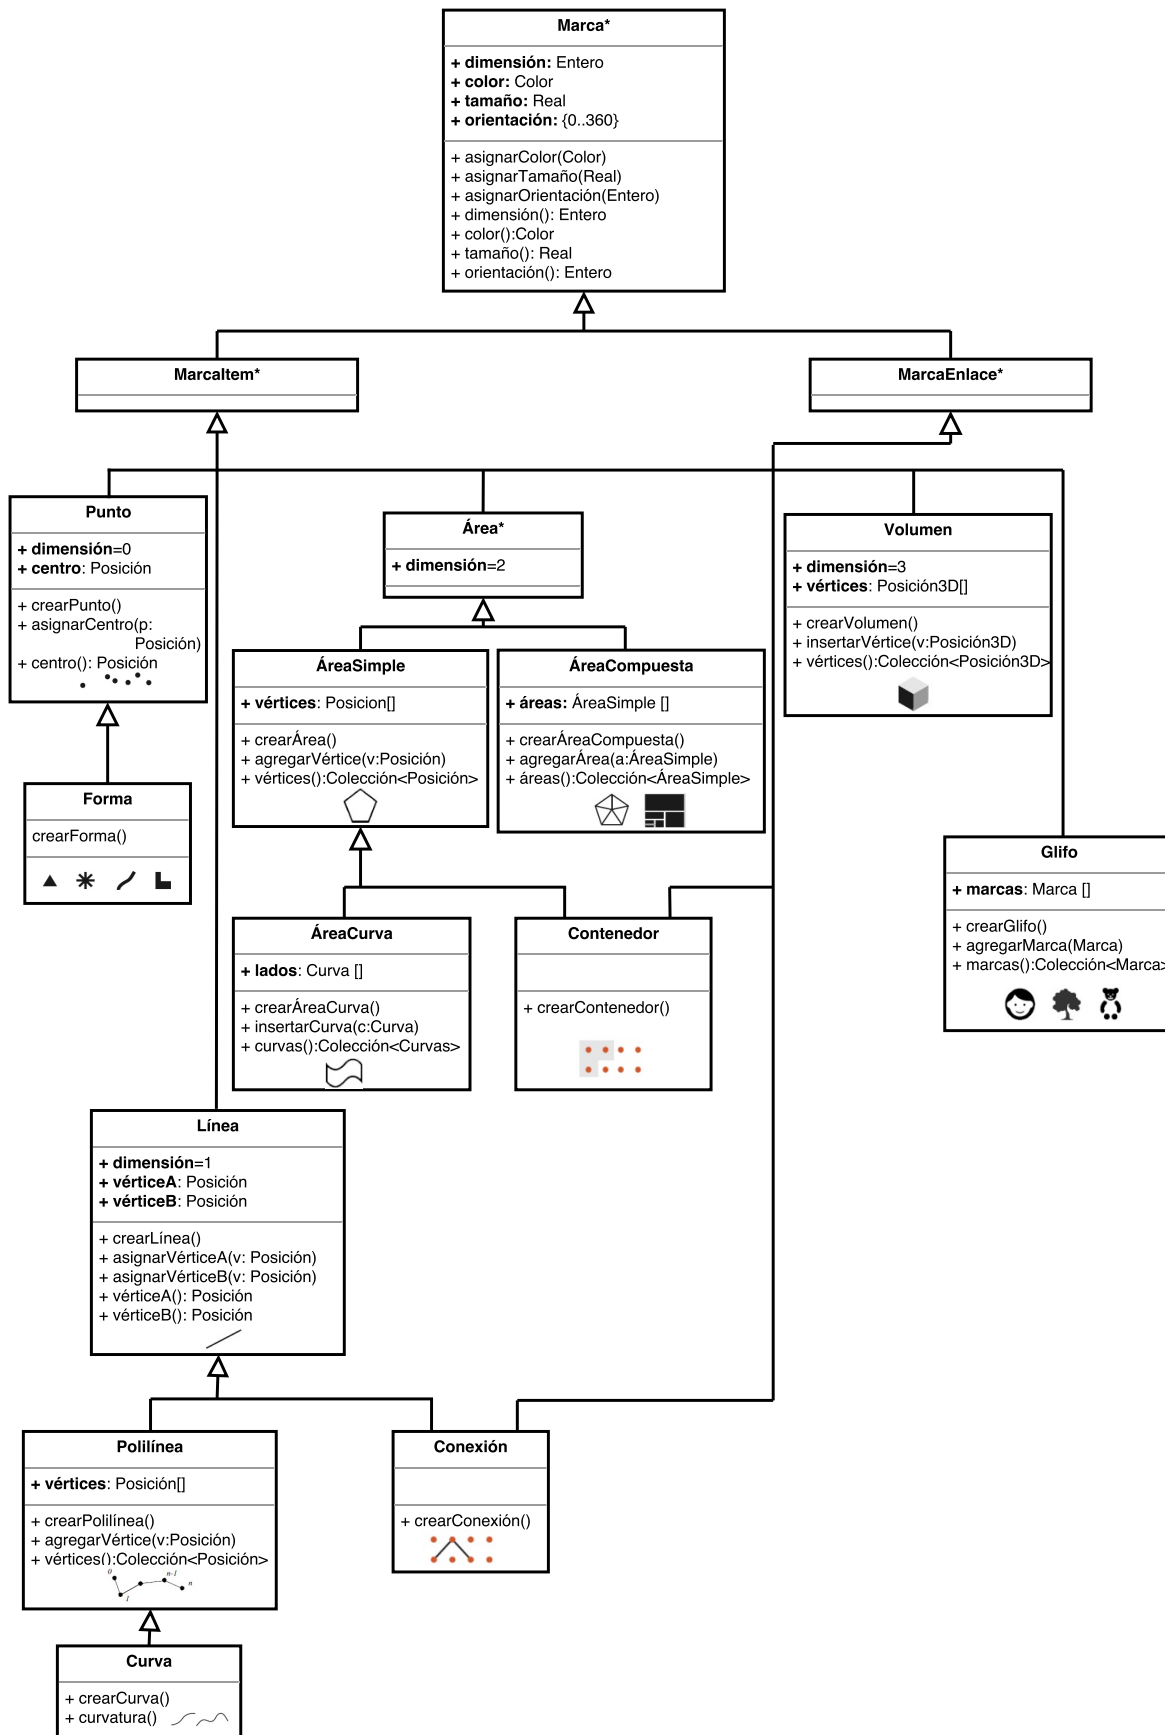 Marca*
+ dimensión: Entero
+ color: Color
+ tamaño: Real
+ orientación: {0..360}
+ asignarColor(Color)
+ asignarTamaño(Real)
+ asignarOrientación(Entero)
+ dimensión(): Entero
+ color():Color
+ tamaño(): Real
+ orientación(): Entero
MarcaItem*
MarcaEnlace*
Punto
+ dimensión=0
+ centro: Posición
+ crearPunto()
+ asignarCentro(p:
Posición)
+ centro(): Posición
Área*
+ dimensión=2
Volumen
+ dimensión=3
+ vértices: Posición3D[]
+ crearVolumen()
+ insertarVértice(v:Posición3D)
+ vértices():Colección<Posición3D>
ÁreaSimple
+ vértices: Posicion[]
+ crearÁrea()
+ agregarVértice(v:Posición)
+ vértices():Colección<Posición>
ÁreaCompuesta
+ áreas: ÁreaSimple []
+ crearÁreaCompuesta()
+ agregarÁrea(a:ÁreaSimple)
+ áreas():Colección<ÁreaSimple>
Forma
crearForma()
Glifo
+ marcas: Marca []
+ crearGlifo()
+ agregarMarca(Marca)
+ marcas():Colección<Marca>
ÁreaCurva
+ lados: Curva []
+ crearÁreaCurva()
+ insertarCurva(c:Curva)
+ curvas():Colección<Curvas>
Contenedor
+ crearContenedor()
Línea
+ dimensión=1
+ vérticeA: Posición
+ vérticeB: Posición
+ crearLínea()
+ asignarVérticeA(v: Posición)
+ asignarVérticeB(v: Posición)
+ vérticeA(): Posición
+ vérticeB(): Posición
Polilínea
+ vértices: Posición[]
+ crearPolilínea()
+ agregarVértice(v:Posición)
+ vértices():Colección<Posición>
0
1
n-1
n
Conexión
+ crearConexión()
Curva
+ crearCurva()
+ curvatura()